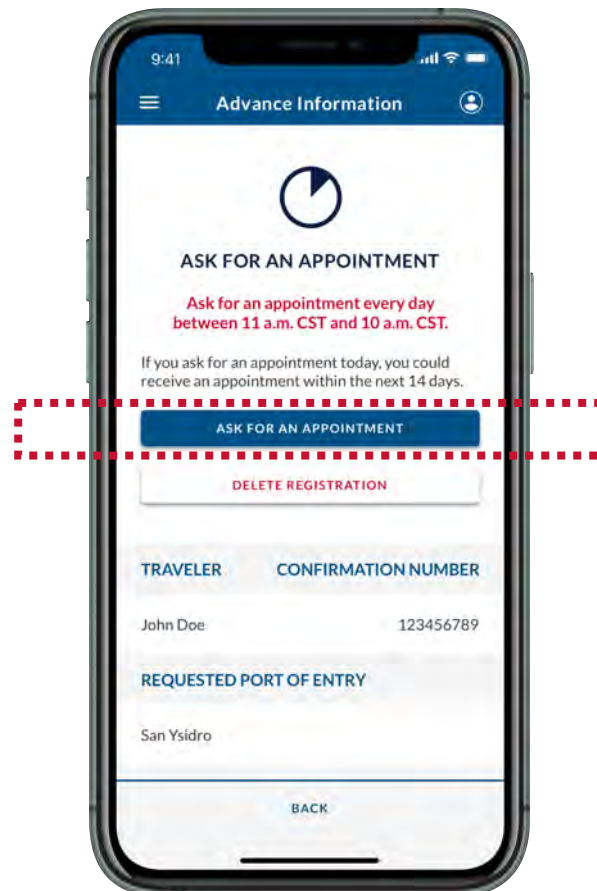 9:41
Advance Information
ASK FOR AN APPOINTMENT
Ask for an appointment every day
between 11 a.m. CST and 10 a.m. CST.
If you ask for an appointment today, you could
receive an appointment within the next 14 days.
ASK FOR AN APPOINTMENT
DELETE REGISTRATION
TRAVELER CONFIRMATION NUMBER
John Doe 123456789
REQUESTED PORT OF ENTRY
San Ysidro
BACK